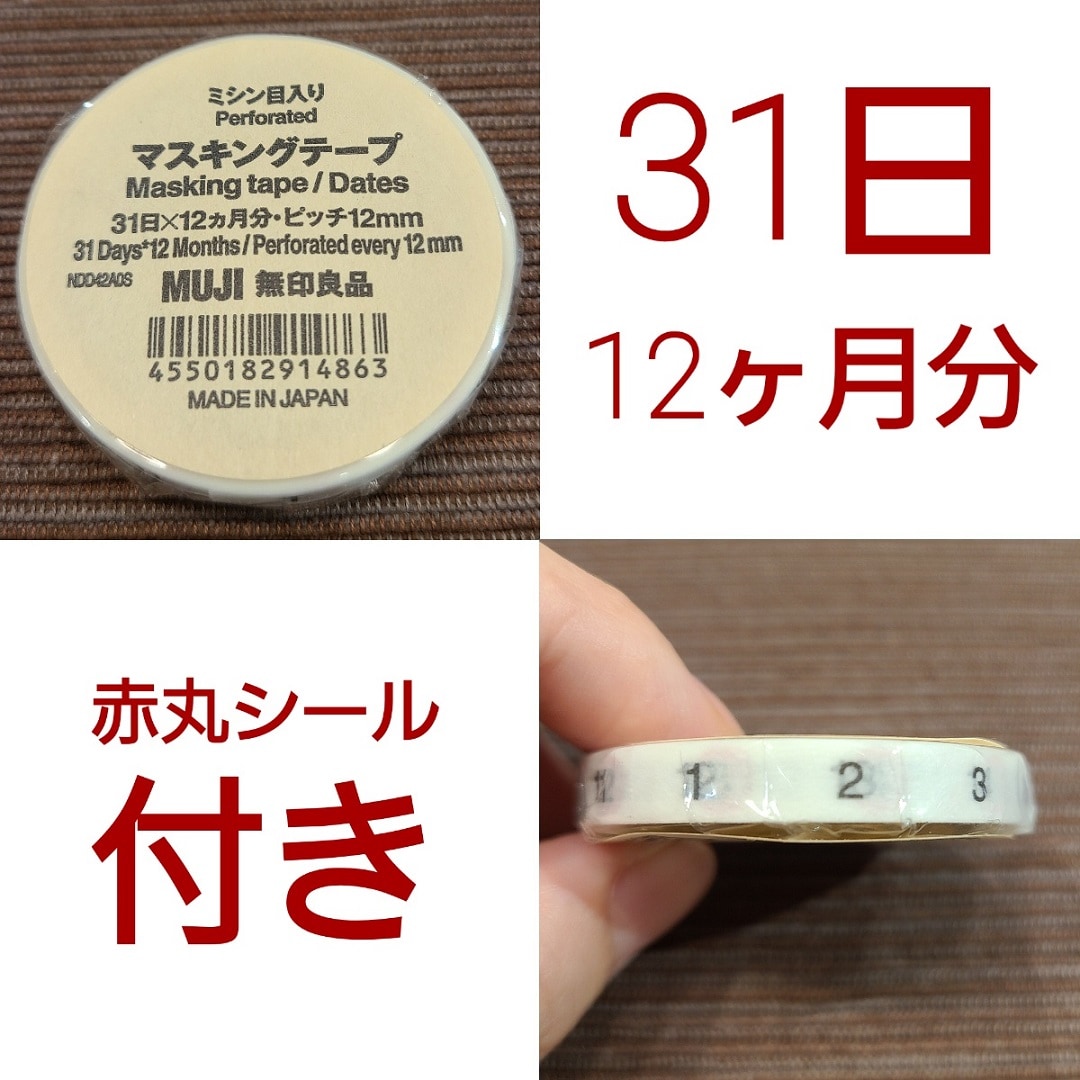 ミシン目入り
Perforated
マスキングテープ
Masking tape / Dates
31日×12ヵ月分・ピッチ12mm
31 Days*12 Months / Perforated every 12 mm
NDD42A0S
MUJI 無印良品
4550182914863
MADE IN JAPAN
31日
12ヶ月分
赤丸シール
付き
12 1 2 3